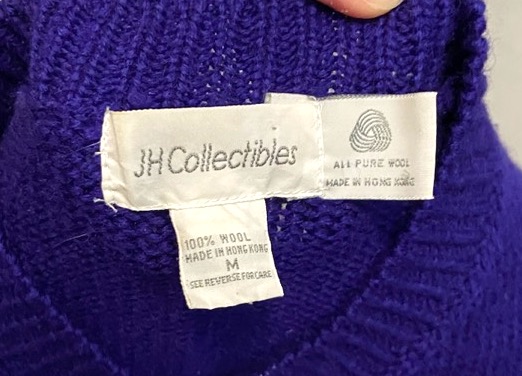 JH Collectibles
ALL PURE WOOL
MADE IN HONG KONG
100% WOOL
MADE IN HONG KONG
M
SEE REVERSE FOR CARE